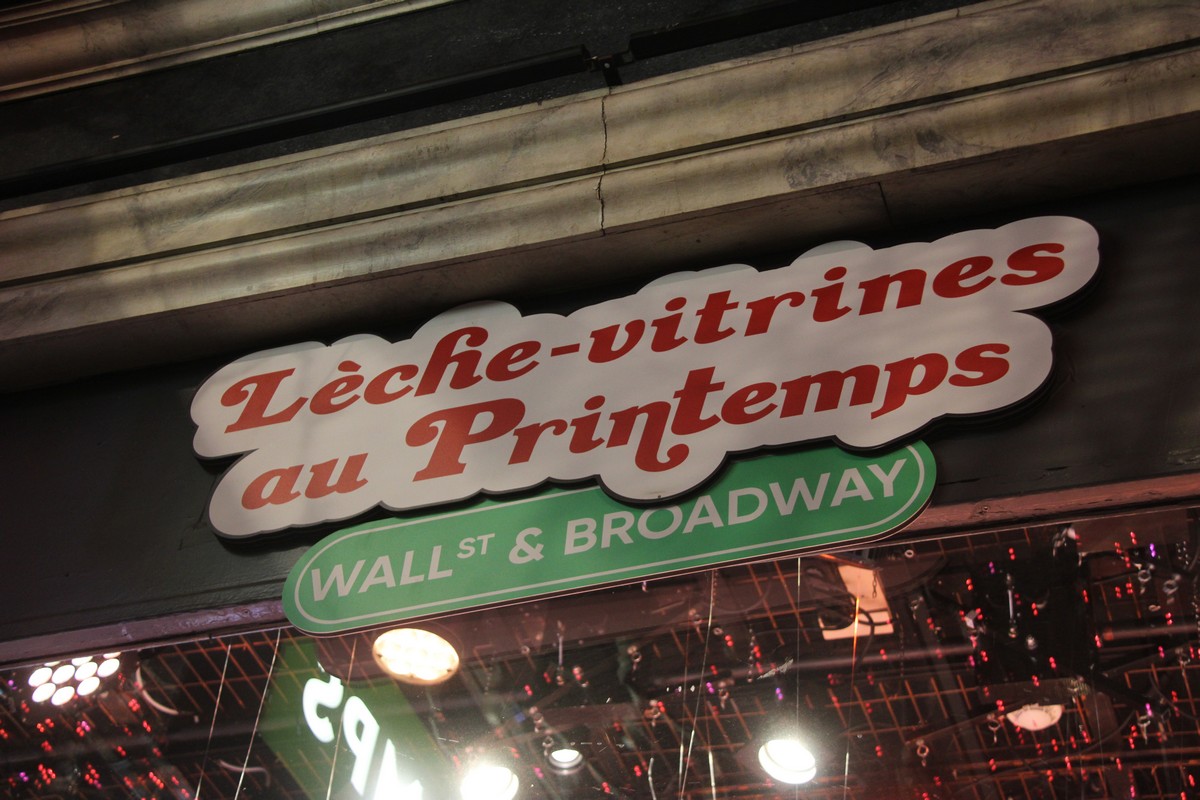 Lèche-vitrines
au Printemps
WALL ST & BROADWAY